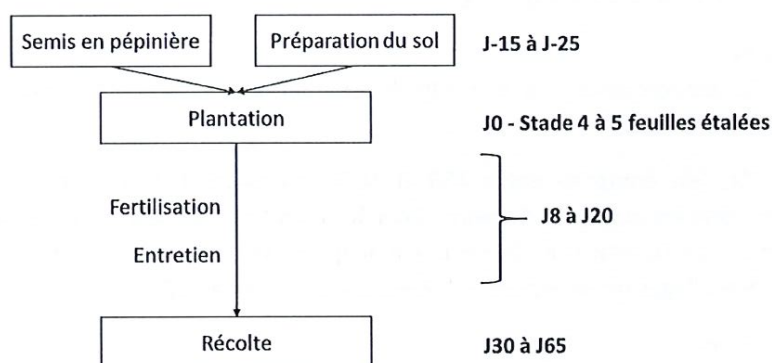 Semis en pépinière
Préparation du sol
J-15 à J-25
Plantation
J0 - Stade 4 à 5 feuilles étalées
Fertilisation
J8 à J20
Entretien
Récolte
J30 à J65